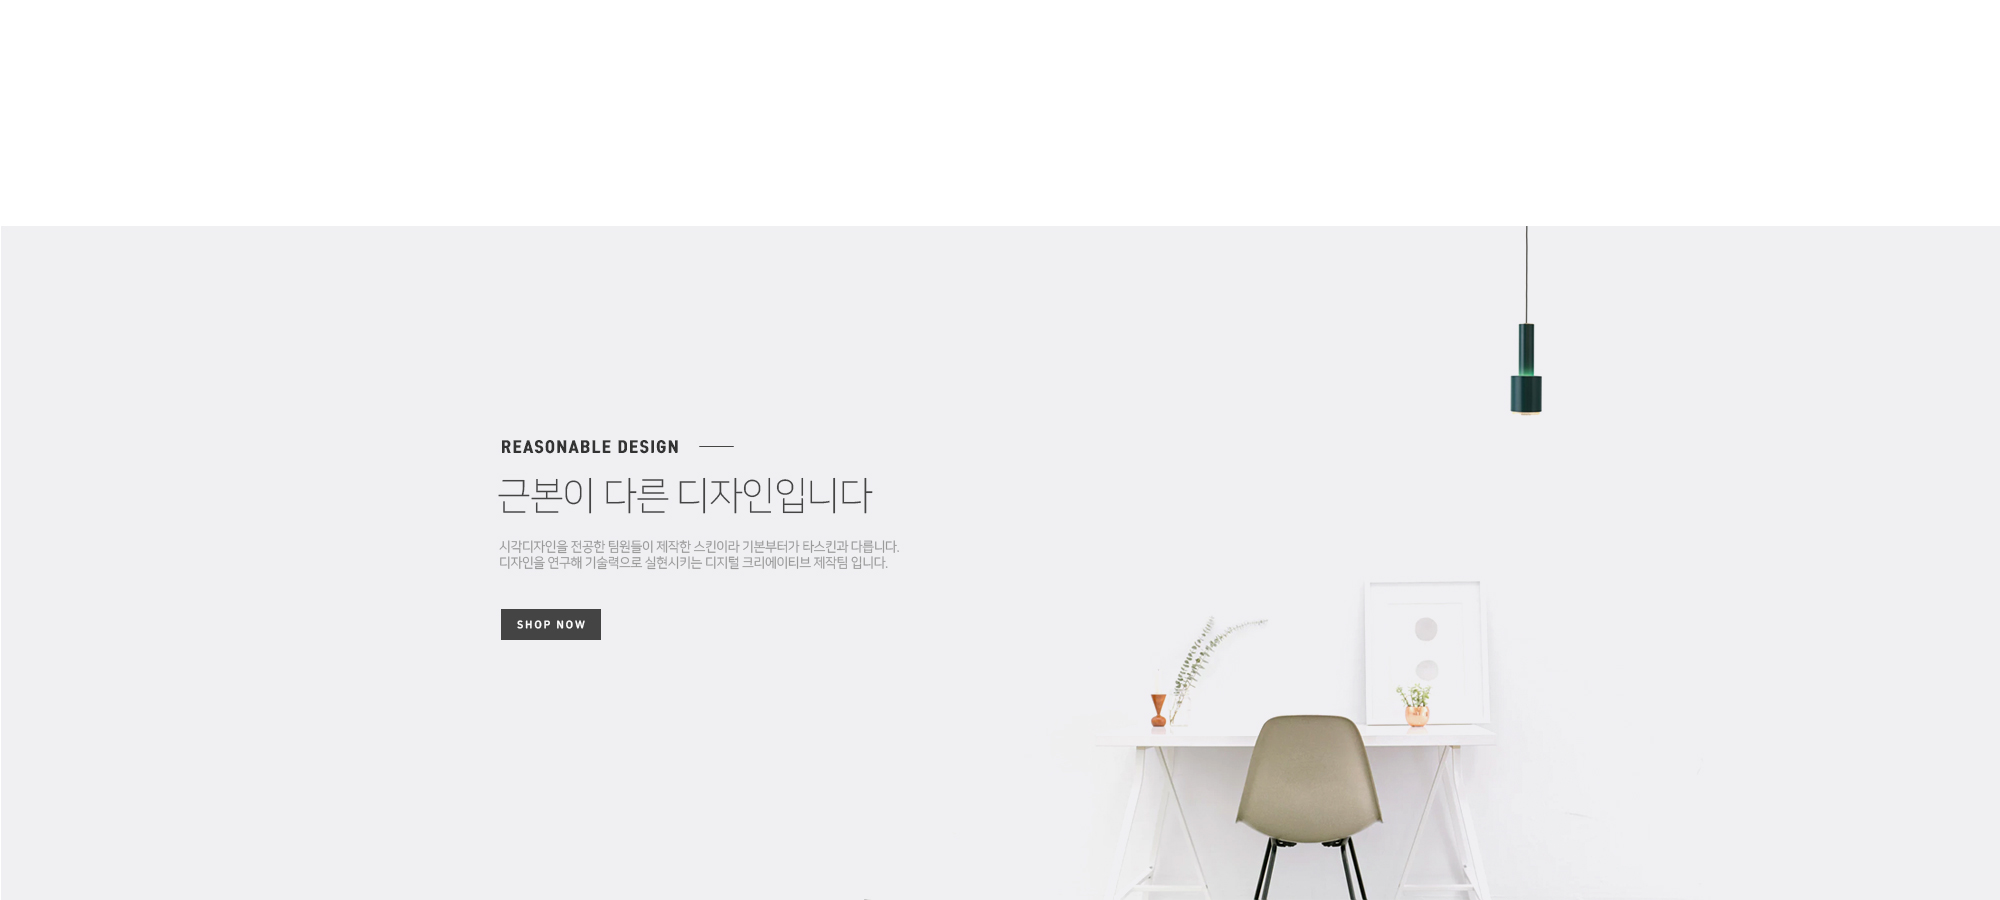 REASONABLE DESIGN
근본이 다른 디자인입니다
시각디자인을 전공한 팀원들이 제작한 스킨이라 기본부터가 타스킨과 다릅니다.
디자인을 연구해 기술력으로 실현시키는 디지털 크리에이티브 제작팀 입니다.
SHOP NOW